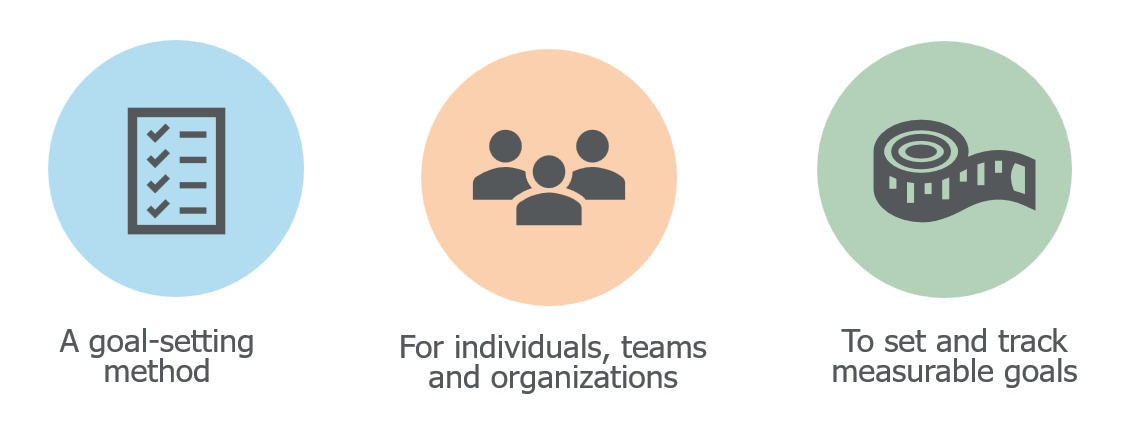 A goal-setting
method
For individuals, teams
and organizations
To set and track
measurable goals